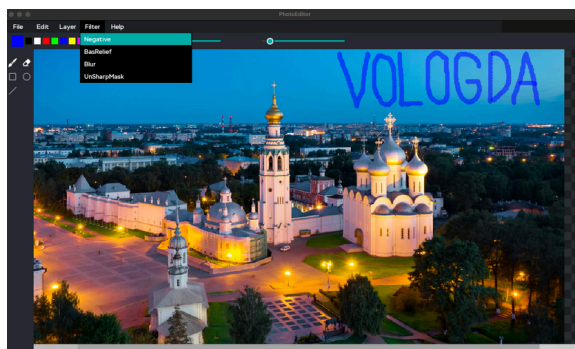 PhotoEditor
File Edit Layer Filter Help
Negative
BasRelief
Blur
UnSharpMask
VOLOGDA